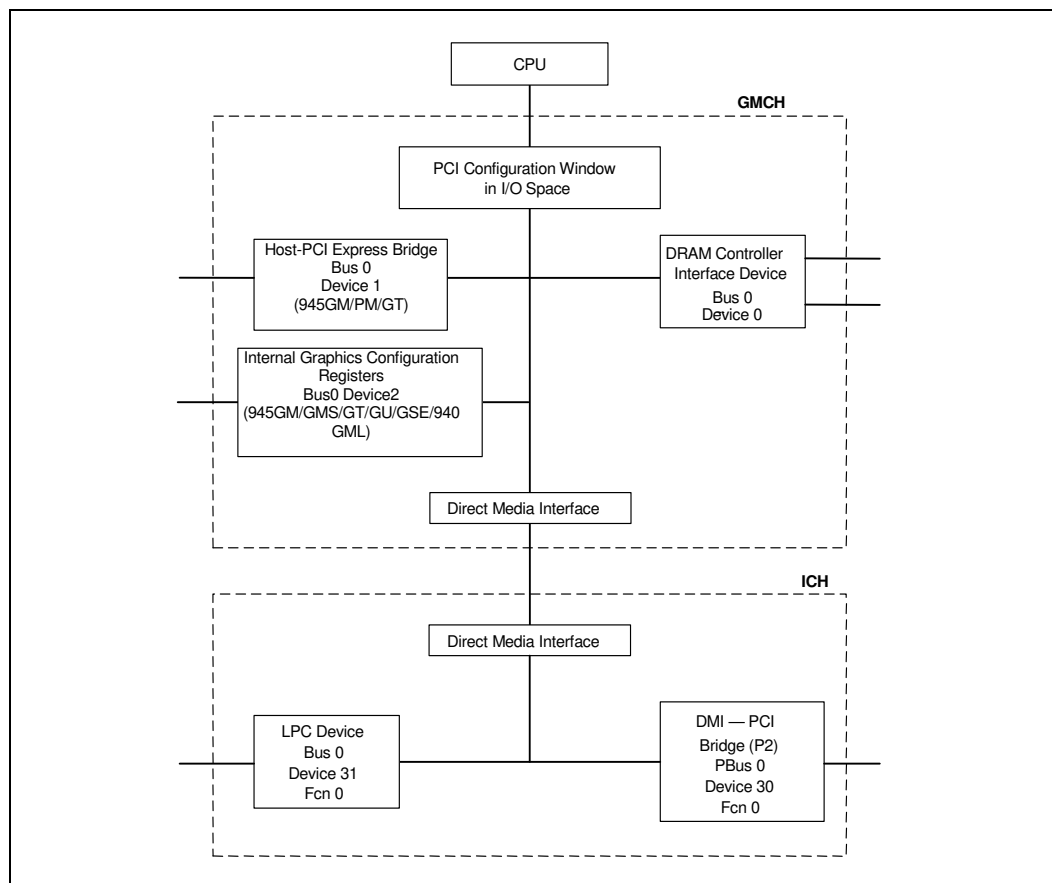 CPU
GMCH
PCI Configuration Window
in I/O Space
Host-PCI Express Bridge
Bus 0
Device 1
(945GM/PM/GT)
DRAM Controller
Interface Device
Bus 0
Device 0
Internal Graphics Configuration
Registers
Bus0 Device2
(945GM/GMS/GT/GU/GSE/940
GML)
Direct Media Interface
ICH
Direct Media Interface
LPC Device
Bus 0
Device 31
Fcn 0
DMI — PCI
Bridge (P2)
PBus 0
Device 30
Fcn 0